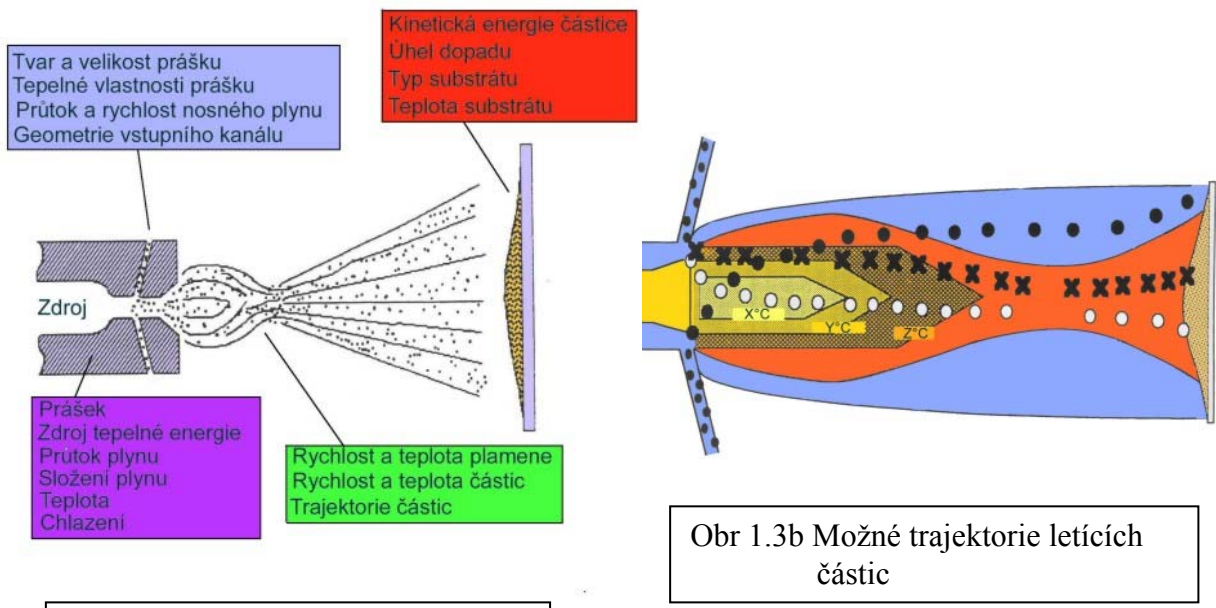 Tvar a velikost prášku
Tepelné vlastnosti prášku
Průtok a rychlost nosného plynu
Geometrie vstupního kanálu
Kinetická energie částice
Úhel dopadu
Typ substrátu
Teplota substrátu
Zdroj
Prášek
Zdroj tepelné energie
Průtok plynu
Složení plynu
Teplota
Chlazení
Rychlost a teplota plamene
Rychlost a teplota částic
Trajektorie částic
X°C
Y°C
Z°C
Obr 1.3b Možné trajektorie letících
částic